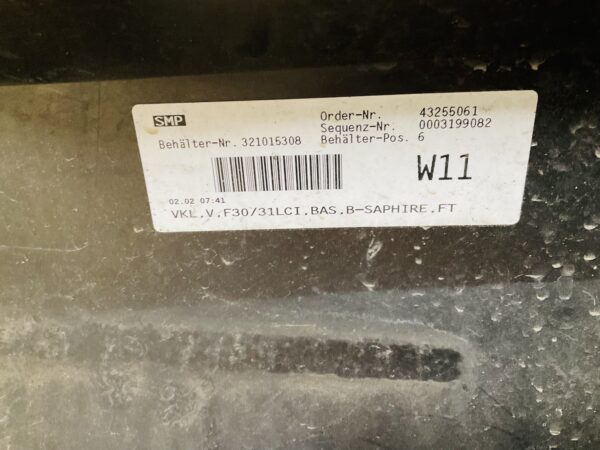 SMP
Order-Nr. 43255061
Sequenz-Nr. 0003199082
Behälter-Nr. 321015308 Behälter-Pos. 6
W11
02.02 07:41
VKL.V.F30/31LCI.BAS.B-SAPHIRE.FT